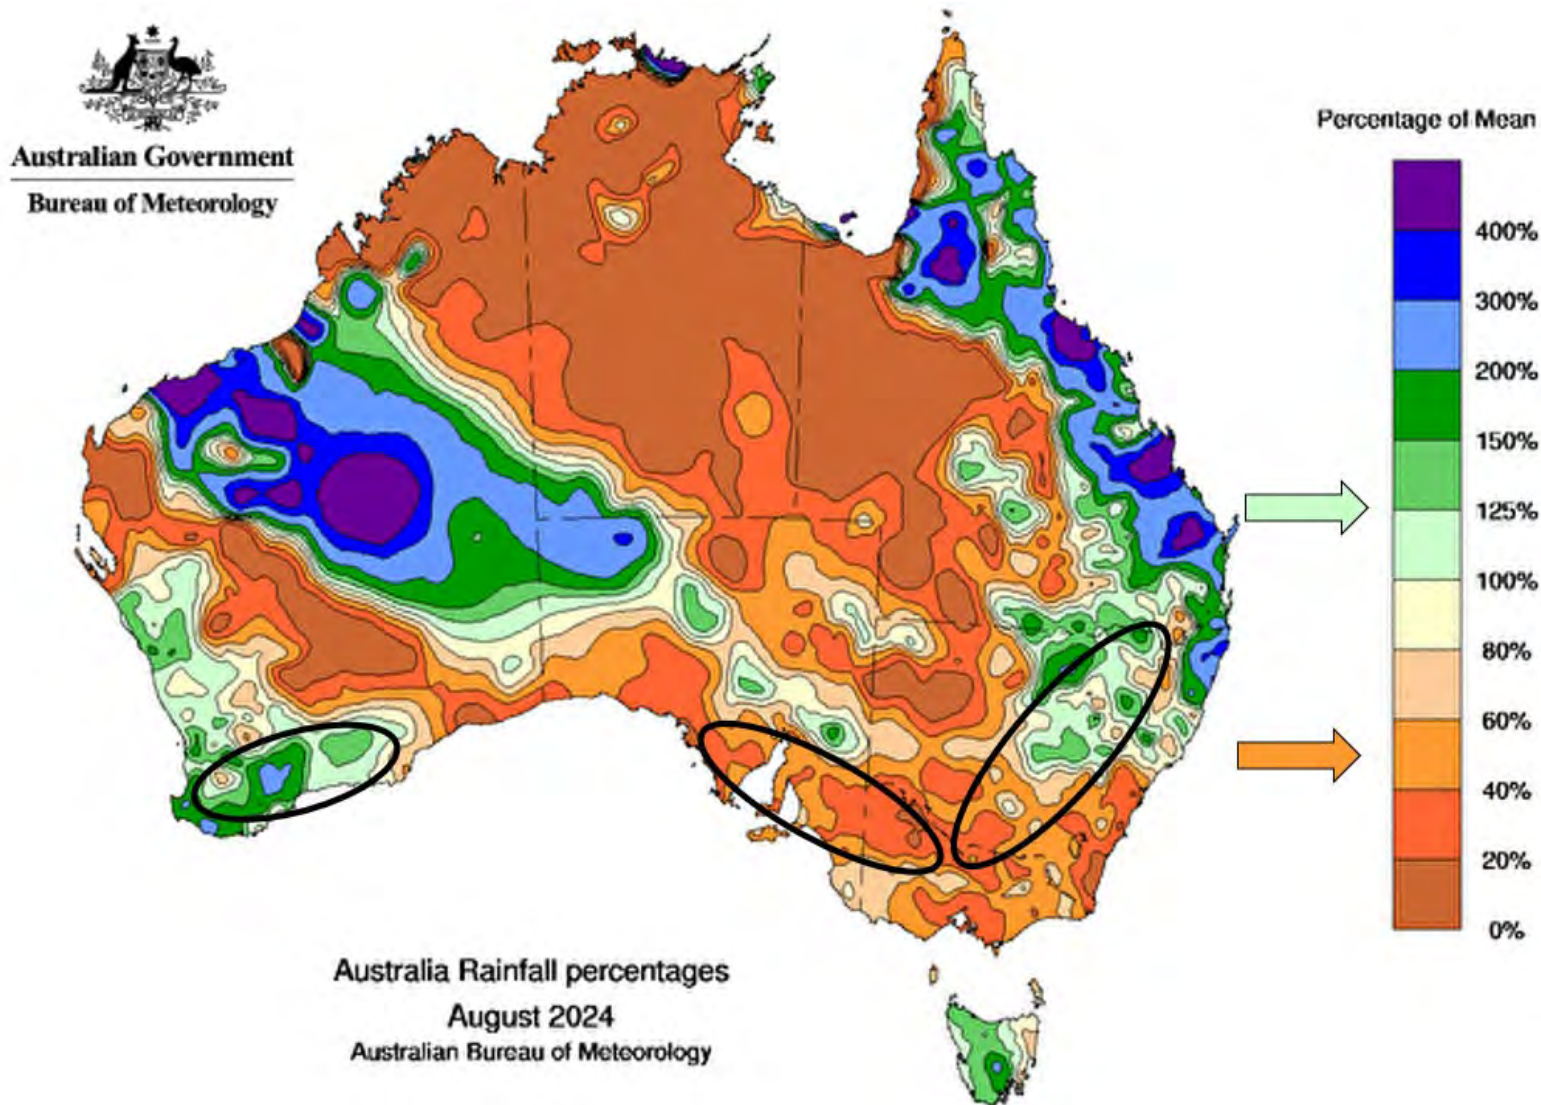 Australian Government
Bureau of Meteorology
Percentage of Mean
400%
300%
200%
150%
125%
100%
80%
60%
40%
20%
0%
Australia Rainfall percentages
August 2024
Australian Bureau of Meteorology